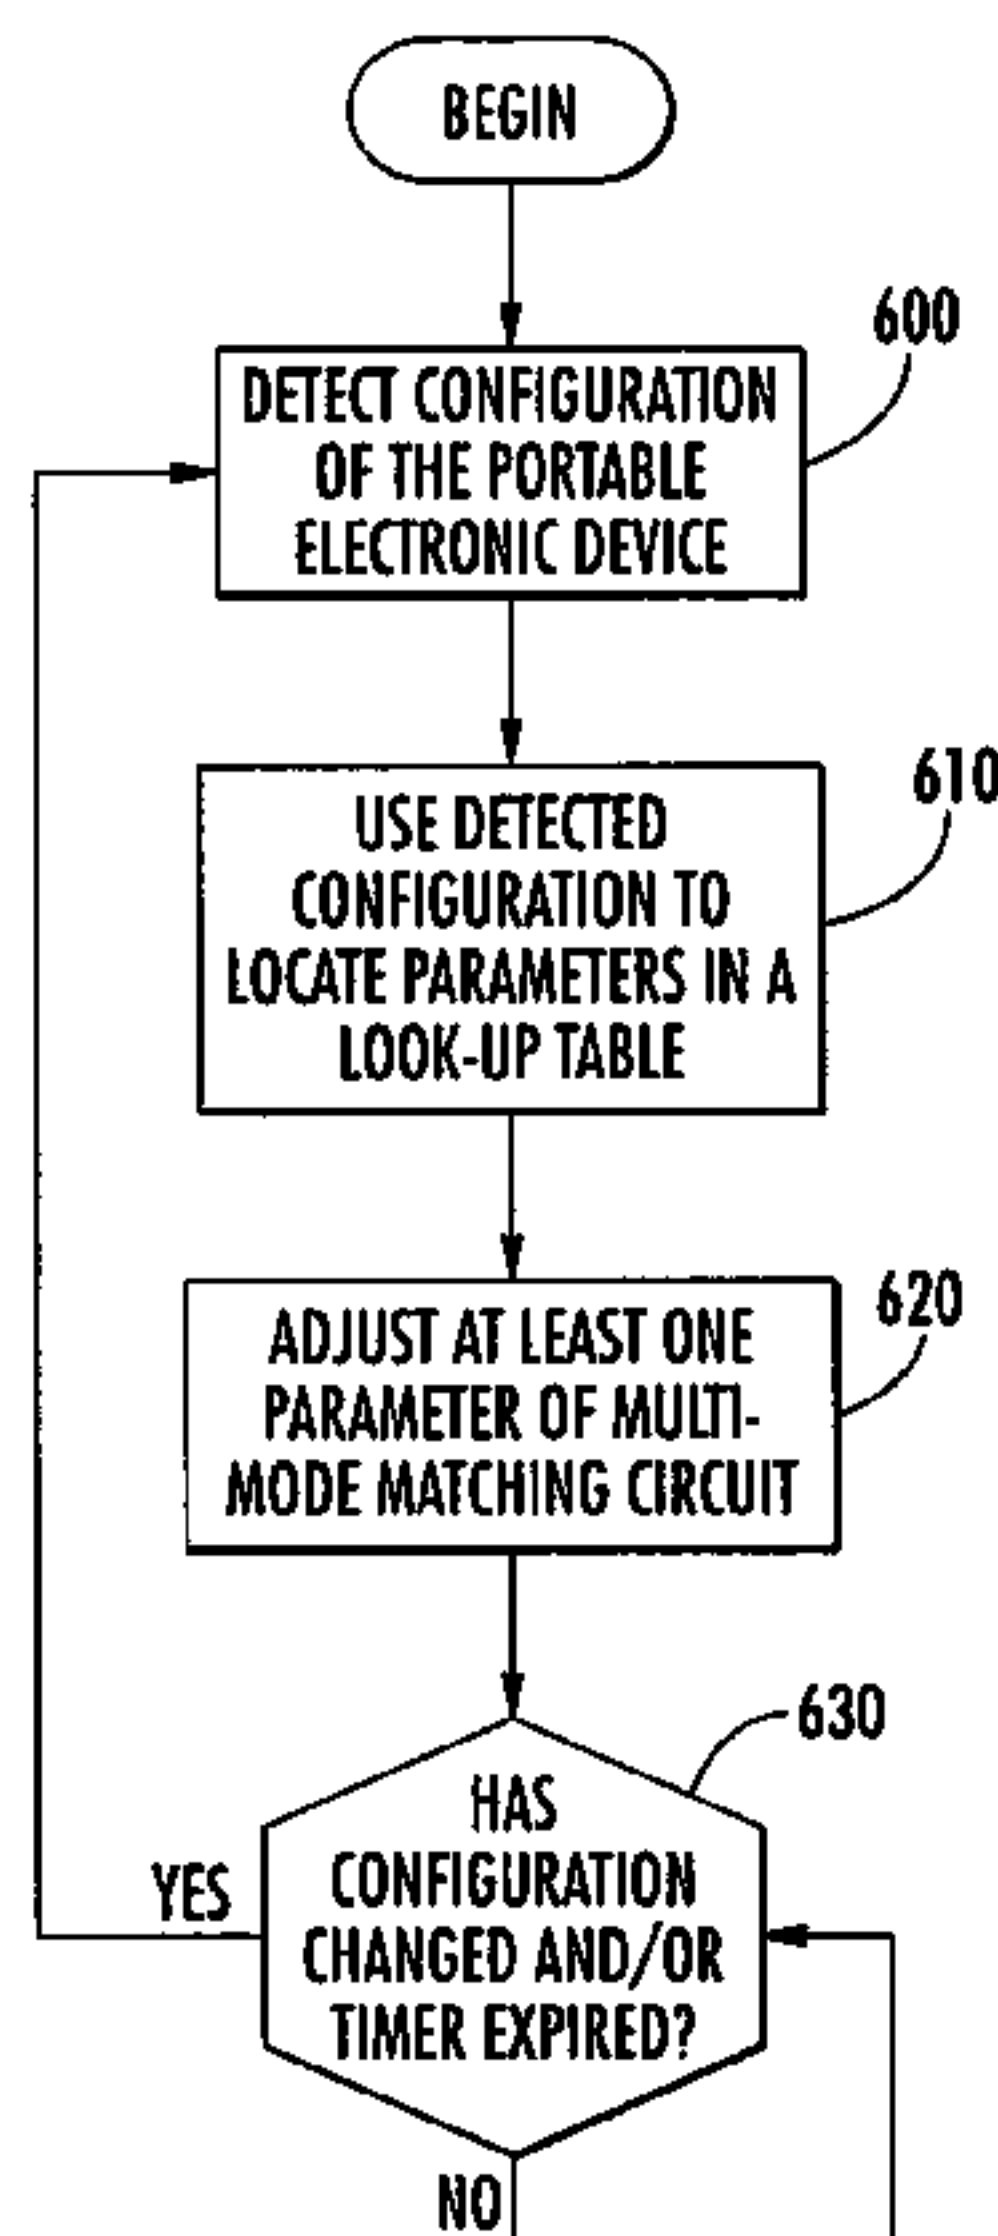 BEGIN
600
DETECT CONFIGURATION
OF THE PORTABLE
ELECTRONIC DEVICE
610
USE DETECTED
CONFIGURATION TO
LOCATE PARAMETERS IN A
LOOK-UP TABLE
620
ADJUST AT LEAST ONE
PARAMETER OF MULTI-
MODE MATCHING CIRCUIT
630
HAS
CONFIGURATION
CHANGED AND/OR
TIMER EXPIRED?
YES
NO